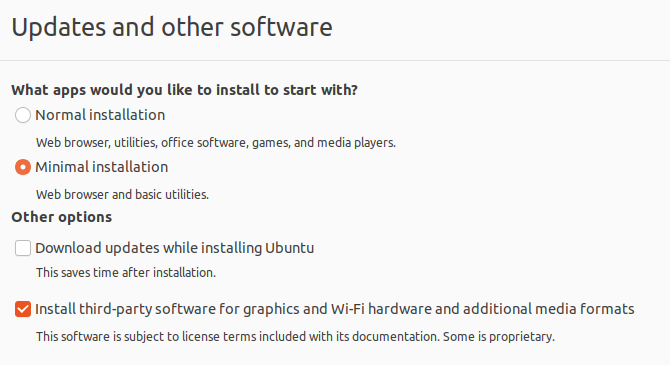 Updates and other software
What apps would you like to install to start with?
Normal installation
Web browser, utilities, office software, games, and media players.
Minimal installation
Web browser and basic utilities.
Other options
Download updates while installing Ubuntu
This saves time after installation.
Install third-party software for graphics and Wi-Fi hardware and additional media formats
This software is subject to license terms included with its documentation. Some is proprietary.